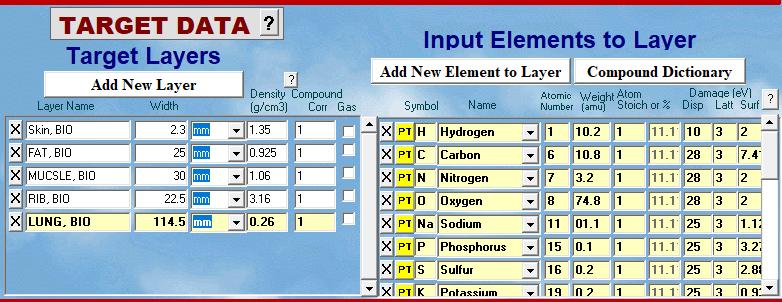 TARGET DATA ?
Target Layers
Input Elements to Layer
Add New Layer
Add New Element to Layer Compound Dictionary
?
Layer Name Width Density (g/cm3) Compound Corr Gas
Symbol Name Atomic Number Weight (amu) Atom Stoich or % Damage (eV) Disp Latt Surf ?
X Skin, BIO 2.3 mm 1.35 1
X FAT, BIO 25 mm 0.925 1
X MUCSLE, BIO 30 mm 1.06 1
X RIB, BIO 22.5 mm 3.16 1
X LUNG, BIO 114.5 mm 0.26 1
X PT H Hydrogen 1 10.2 1 11.1 10 3 2
X PT C Carbon 6 10.8 1 11.1 28 3 7.4
X PT N Nitrogen 7 3.2 1 11.1 28 3 2
X PT O Oxygen 8 74.8 1 11.1 28 3 2
X PT Na Sodium 11 01.1 1 11.1 25 3 1.12
X PT P Phosphorus 15 0.1 1 11.1 25 3 3.27
X PT S Sulfur 16 0.2 1 11.1 25 3 2.88
X PT K Potassium 19 0.2 1 11.1 25 3 0.93